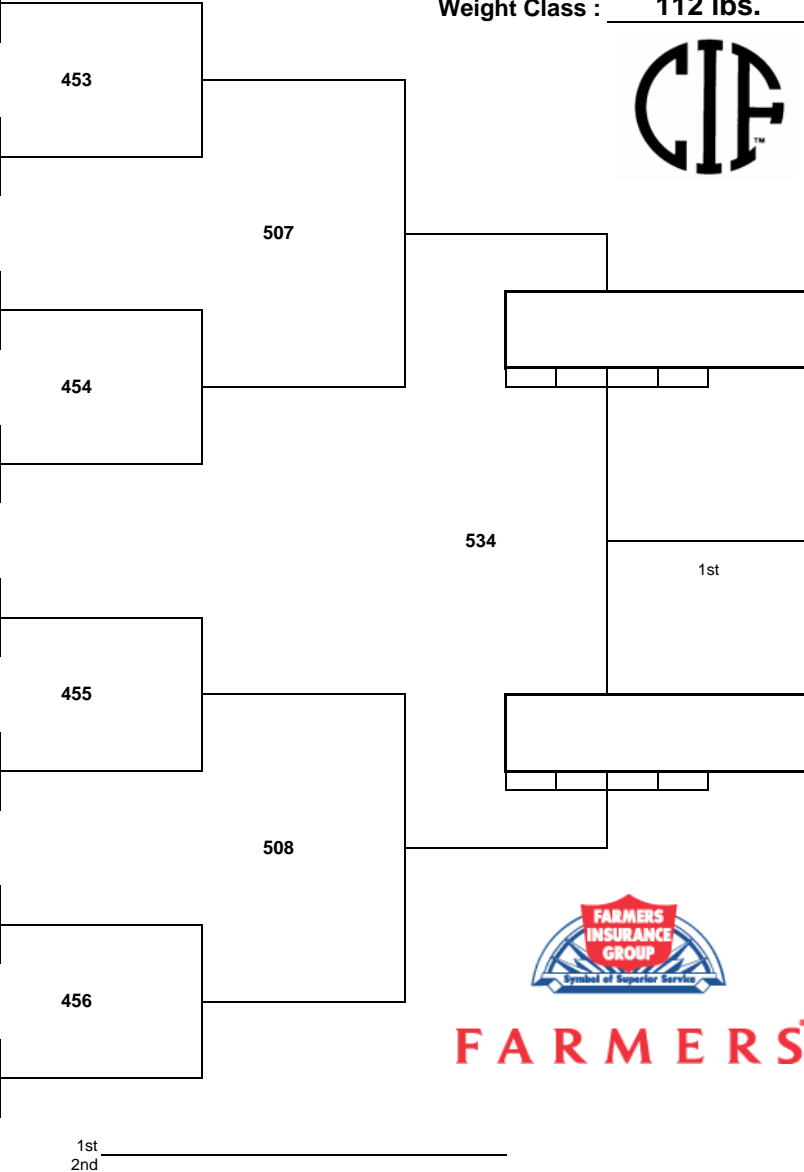 Weight Class : 112 lbs.
CIF™
453
507
454
534
1st
455
508
FARMERS
INSURANCE
GROUP
Symbol of Superior Service
456
FARMERS®
1st
2nd